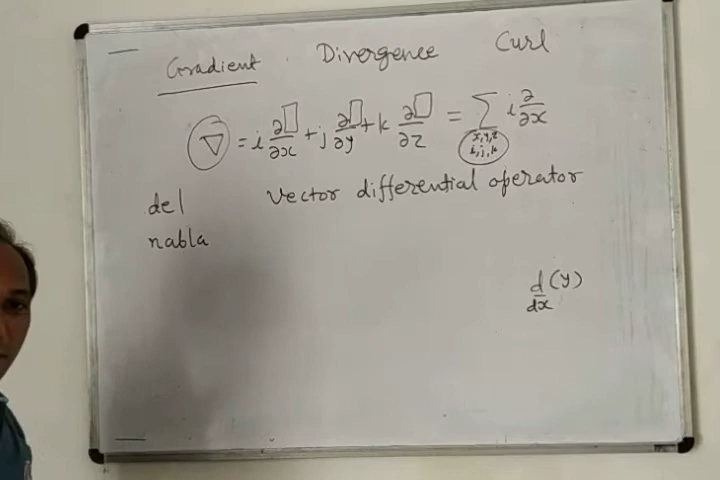 Gradient Divergence Curl
∇ = i ∂□/∂x + j ∂□/∂y + k ∂□/∂z = ∑ i ∂/∂x
x,y,z
i,j,k
del vector differential operator
nabla
d/dx (y)